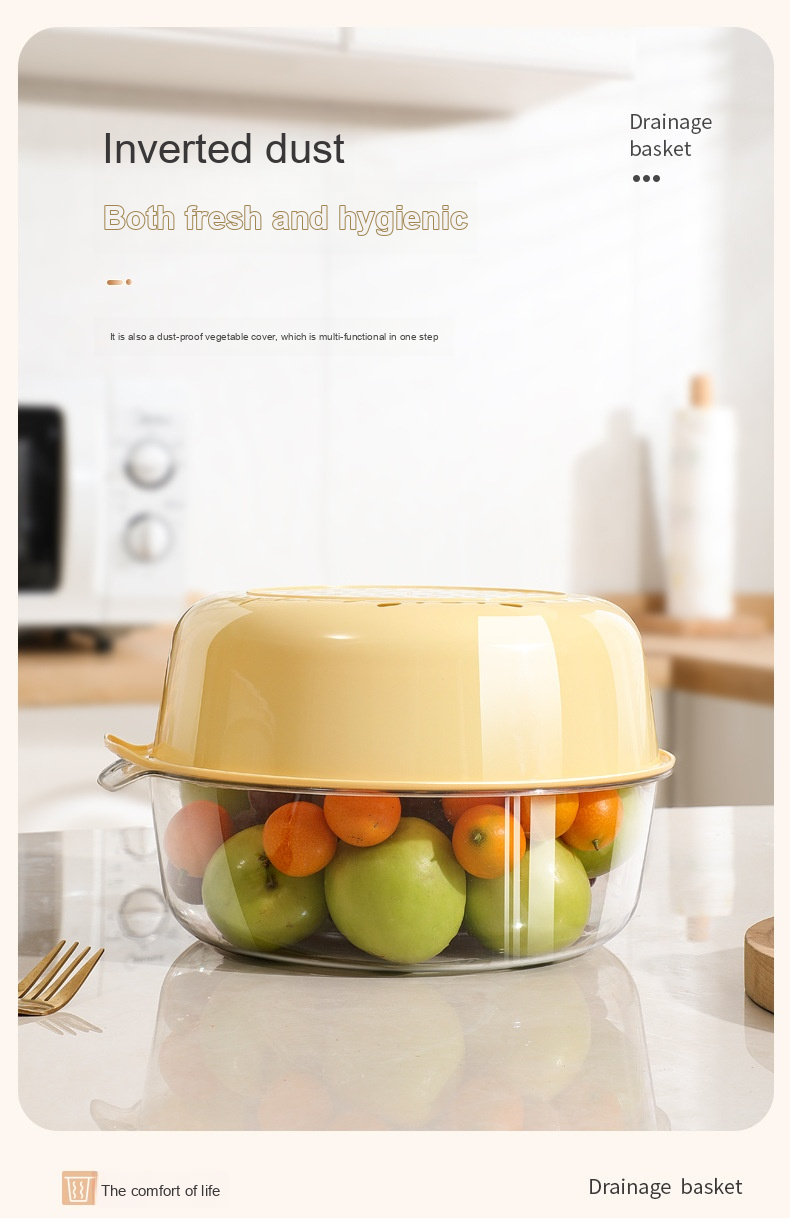 Inverted dust
Drainage
basket
Both fresh and hygienic
It is also a dust-proof vegetable cover, which is multi-functional in one step
The comfort of life
Drainage basket